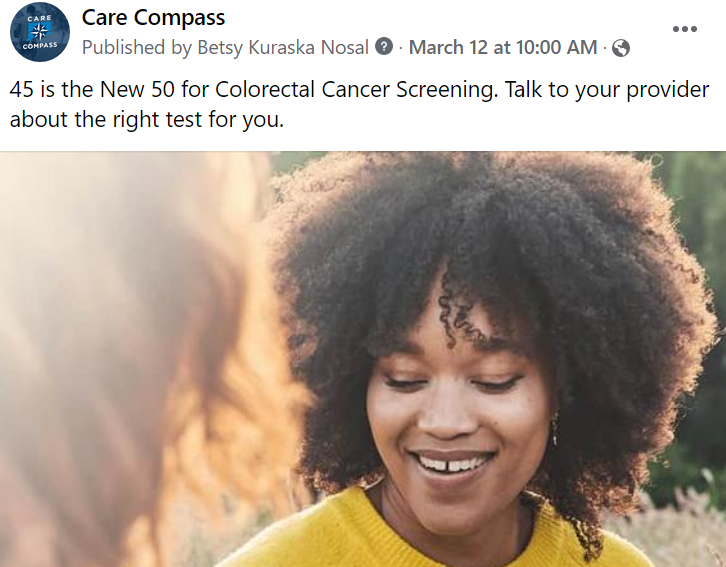 CARE
COMPASS
Care Compass
Published by Betsy Kuraska Nosal ? · March 12 at 10:00 AM ·
45 is the New 50 for Colorectal Cancer Screening. Talk to your provider
about the right test for you.